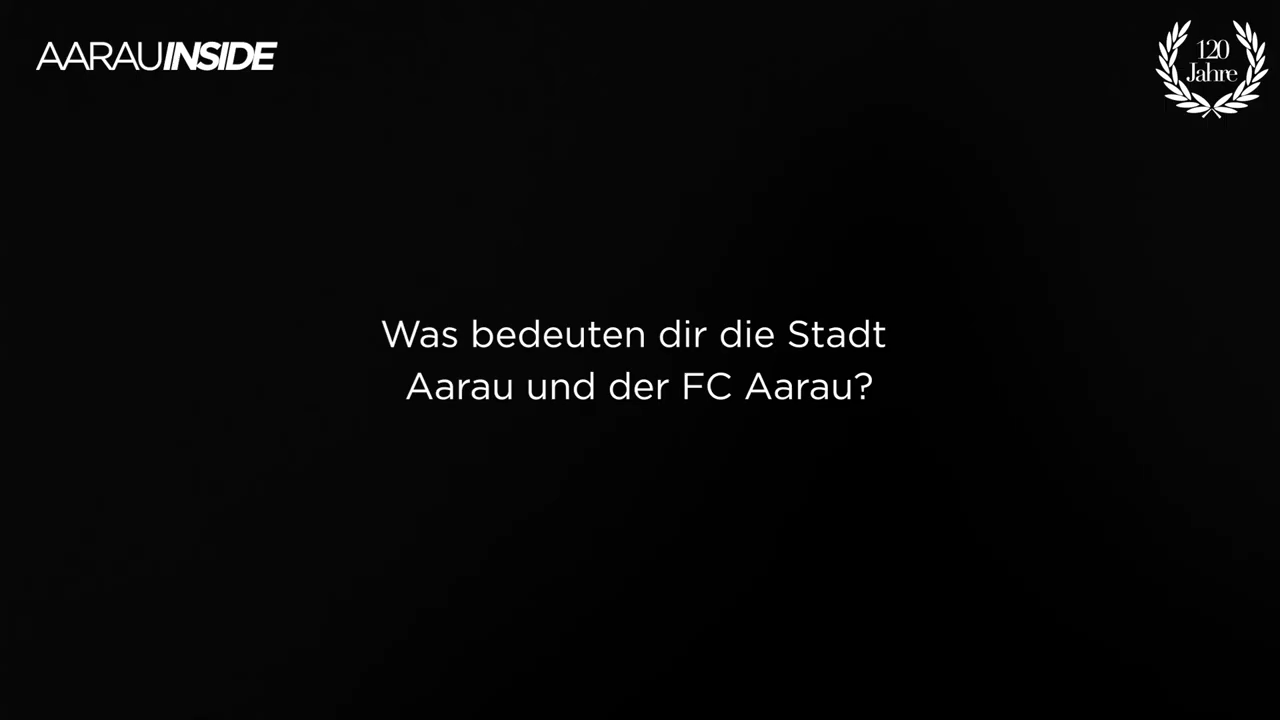 AARAUINSIDE
120
Jahre
Was bedeuten dir die Stadt
Aarau und der FC Aarau?